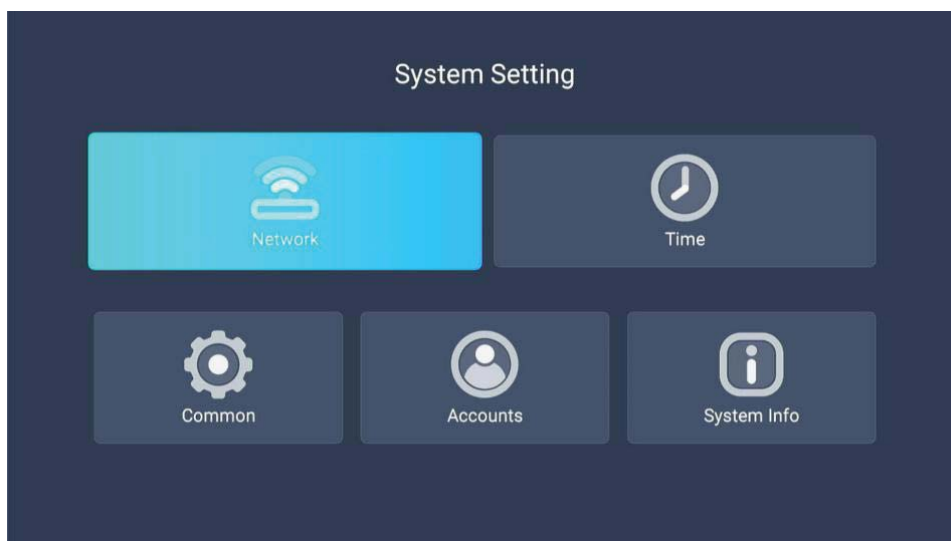 System Setting
Network
Time
Common
Accounts
System Info